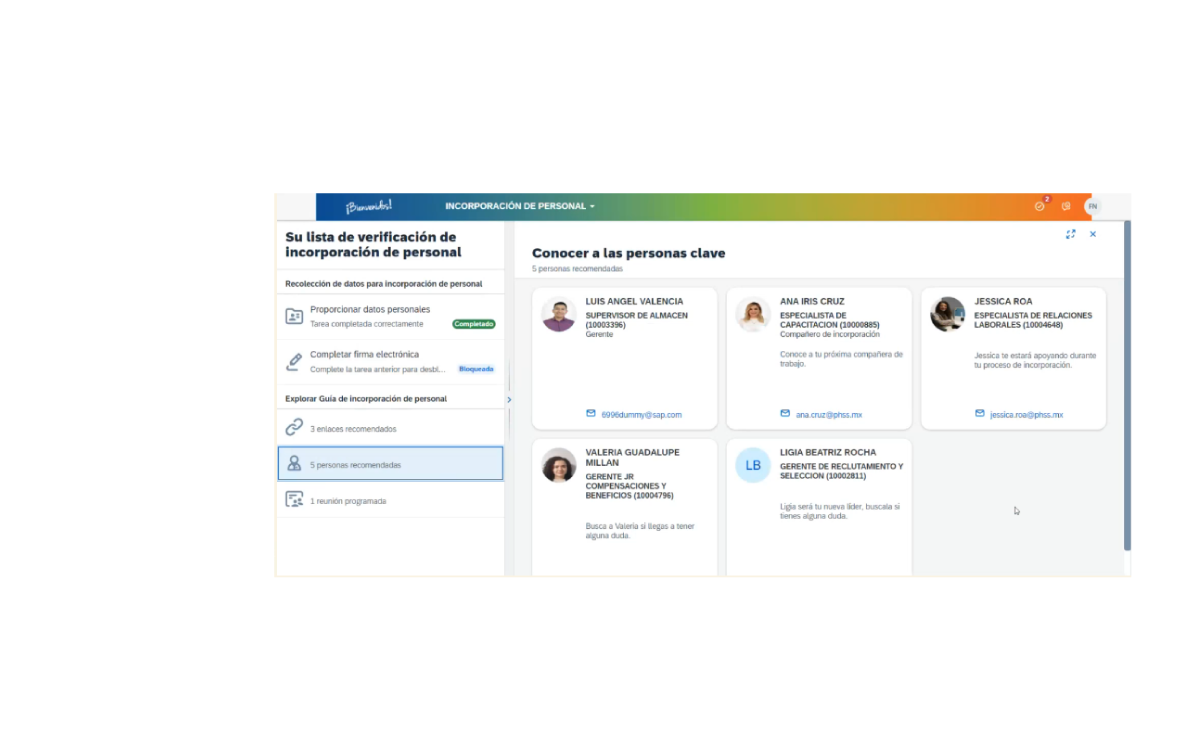 ¡Bienvenidos!
INCORPORACIÓN DE PERSONAL
2
FN
Su lista de verificación de
incorporación de personal
Recolección de datos para incorporación de personal
Proporcionar datos personales
Tarea completada correctamente
Completado
Completar firma electrónica
Complete la tarea anterior para desbl...
Bloqueada
Explorar Guía de incorporación de personal
3 enlaces recomendados
5 personas recomendadas
1 reunión programada
Conocer a las personas clave
5 personas recomendadas
LUIS ANGEL VALENCIA
SUPERVISOR DE ALMACEN
(10003396)
Gerente
6996dummy@sap.com
ANA IRIS CRUZ
ESPECIALISTA DE
CAPACITACION (10000885)
Compañero de incorporación
Conoce a tu próxima compañera de
trabajo.
ana.cruz@phss.mx
JESSICA ROA
ESPECIALISTA DE RELACIONES
LABORALES (10004648)
Jessica te estará apoyando durante
tu proceso de incorporación.
jessica.roa@phss.mx
VALERIA GUADALUPE
MILLAN
GERENTE JR
COMPENSACIONES Y
BENEFICIOS (10004796)
Busca a Valeria si llegas a tener
alguna duda.
LB
LIGIA BEATRIZ ROCHA
GERENTE DE RECLUTAMIENTO Y
SELECCION (10002811)
Ligia será tu nueva líder, buscala si
tienes alguna duda.